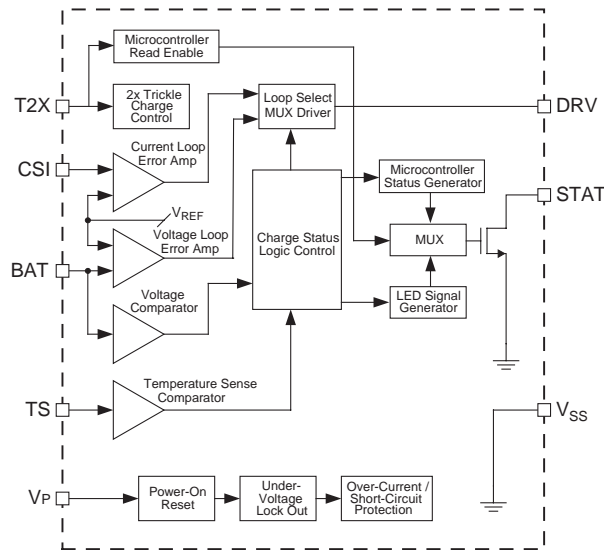 Microcontroller
Read Enable
T2X
2x Trickle
Charge
Control
Loop Select
MUX Driver
DRV
Current Loop
Error Amp
CSI
Microcontroller
Status Generator
STAT
VREF
Voltage Loop
Error Amp
Charge Status
Logic Control
MUX
BAT
Voltage
Comparator
LED Signal
Generator
TS
Temperature Sense
Comparator
VSS
VP
Power-On
Reset
Under-
Voltage
Lock Out
Over-Current /
Short-Circuit
Protection